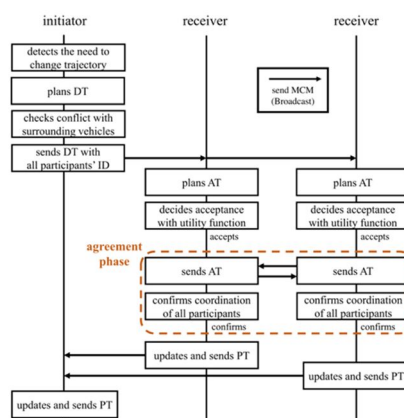 initiator
receiver
receiver
detects the need to
change trajectory
plans DT
checks conflict with
surrounding vehicles
sends DT with
all participants' ID
send MCM
(Broadcast)
plans AT
plans AT
decides acceptance
with utility function
decides acceptance
with utility function
accepts
accepts
agreement
phase
sends AT
sends AT
confirms coordination
of all participants
confirms coordination
of all participants
confirms
confirms
updates and sends PT
updates and sends PT
updates and sends PT